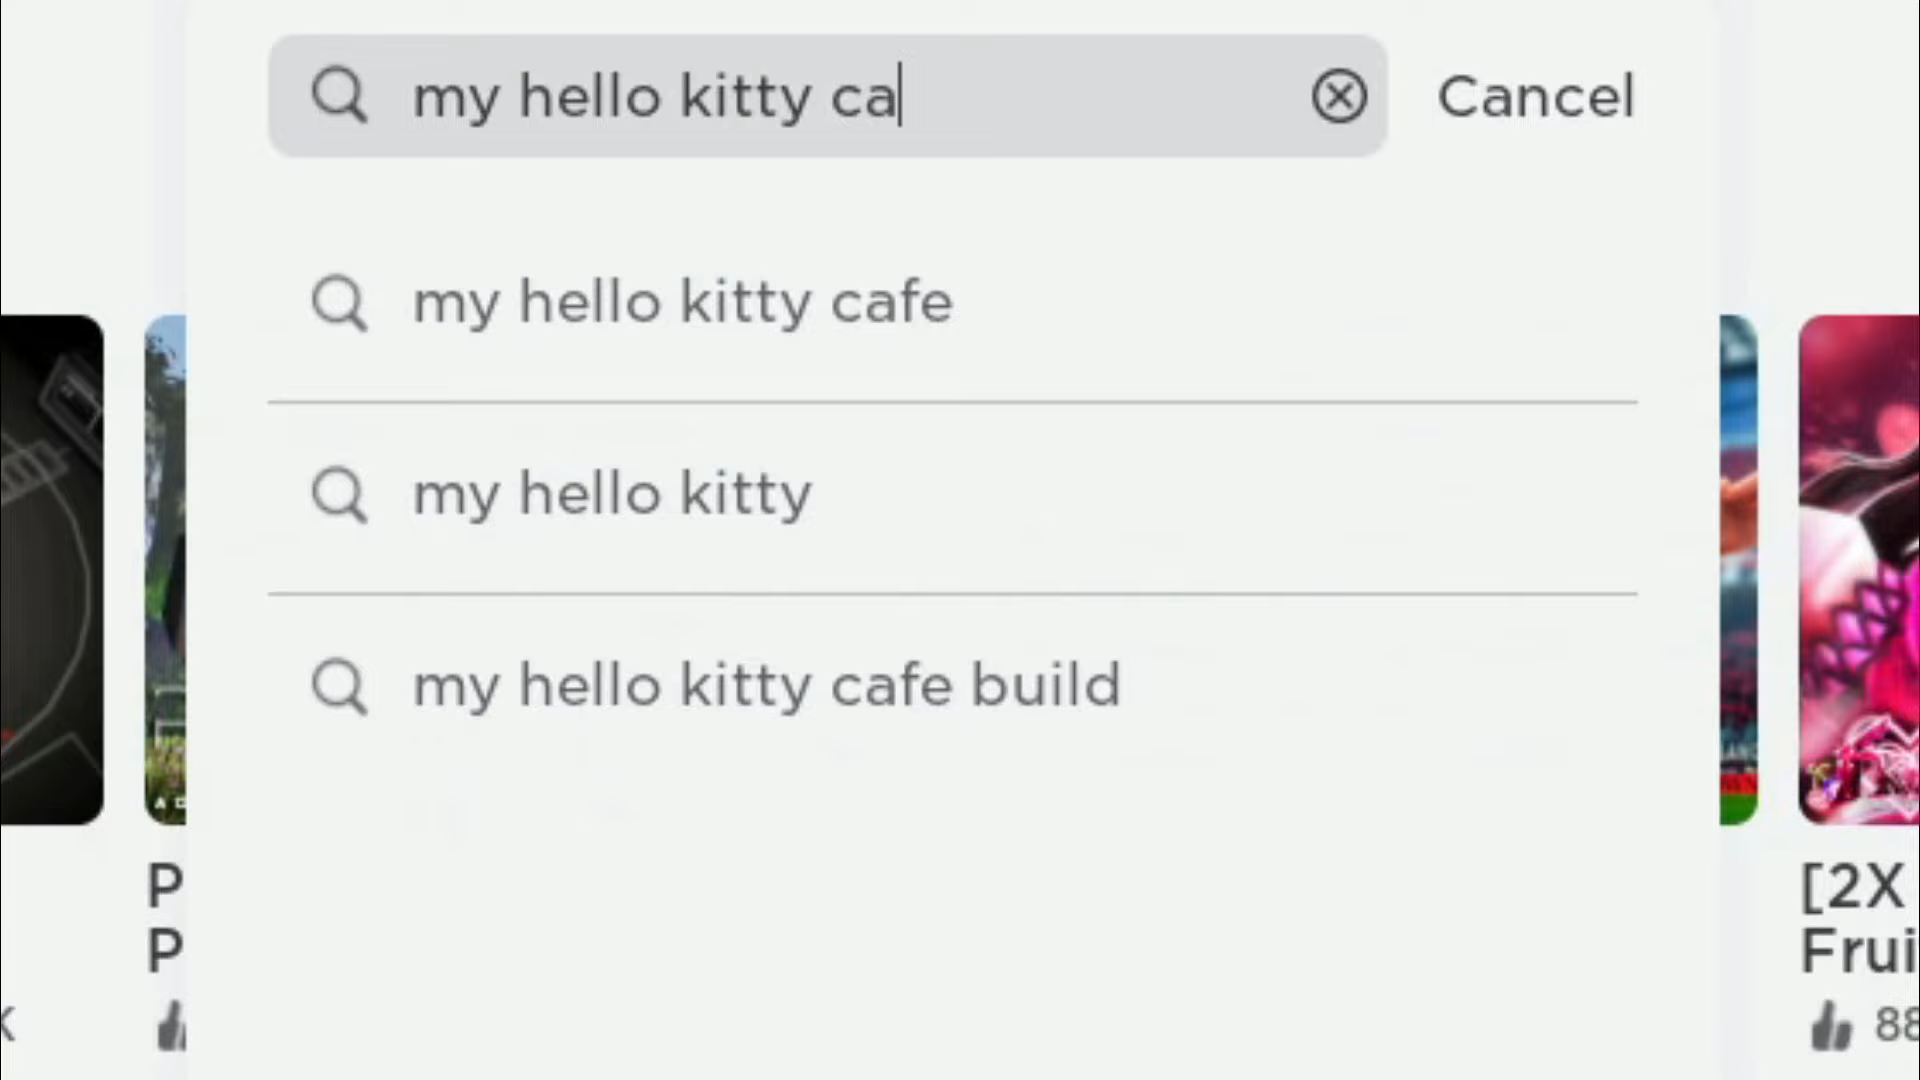 my hello kitty ca
Cancel
my hello kitty cafe
my hello kitty
my hello kitty cafe build
P
P
[2X
Frui
88
K